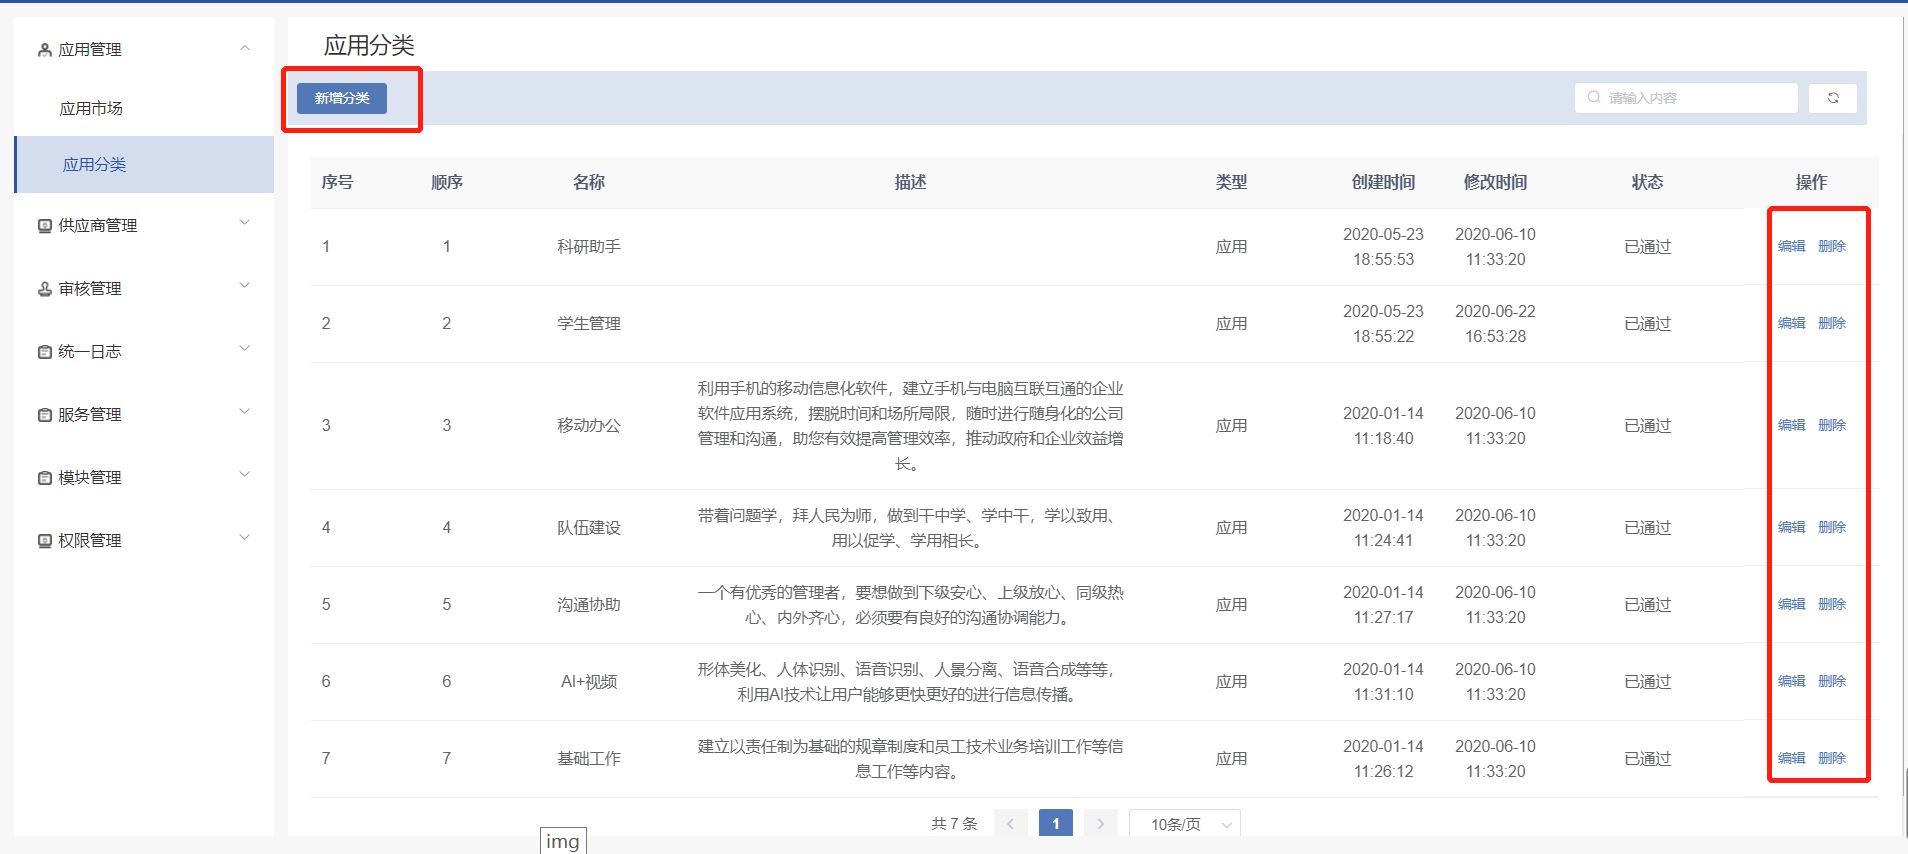 应用管理
应用市场
应用分类
供应商管理
审核管理
统一日志
服务管理
模块管理
权限管理
应用分类
新增分类
请输入内容
序号 顺序 名称 描述 类型 创建时间 修改时间 状态 操作
1 1 科研助手 应用 2020-05-23 18:55:53 2020-06-10 11:33:20 已通过 编辑 删除
2 2 学生管理 应用 2020-05-23 18:55:22 2020-06-22 16:53:28 已通过 编辑 删除
3 3 移动办公
利用手机的移动信息化软件，建立手机与电脑互联互通的企业
软件应用系统，摆脱时间和场所局限，随时进行随身化的公司
管理和沟通，助您有效提高管理效率，推动政府和企业效益增
长。
应用 2020-01-14 11:18:40 2020-06-10 11:33:20 已通过 编辑 删除
4 4 队伍建设
带着问题学，拜人民为师，做到干中学、学中干，学以致用、
用以促学、学用相长。
应用 2020-01-14 11:24:41 2020-06-10 11:33:20 已通过 编辑 删除
5 5 沟通协助
一个有优秀的管理者，要想做到下级安心、上级放心、同级热
心、内外齐心，必须要有良好的沟通协调能力。
应用 2020-01-14 11:27:17 2020-06-10 11:33:20 已通过 编辑 删除
6 6 AI+视频
形体美化、人体识别、语音识别、人景分离、语音合成等等，
利用AI技术让用户能够更快更好的进行信息传播。
应用 2020-01-14 11:31:10 2020-06-10 11:33:20 已通过 编辑 删除
7 7 基础工作
建立以责任制为基础的规章制度和员工技术业务培训工作等信
息工作等内容。
应用 2020-01-14 11:26:12 2020-06-10 11:33:20 已通过 编辑 删除
共 7 条 1 10条/页
img